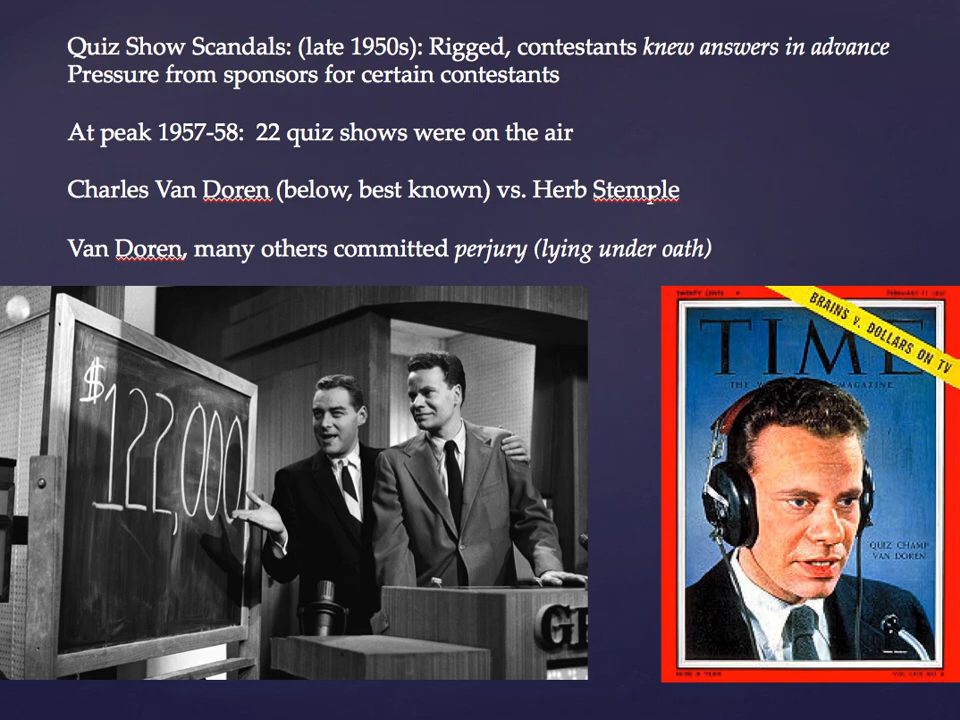 Quiz Show Scandals: (late 1950s): Rigged, contestants knew answers in advance
Pressure from sponsors for certain contestants
At peak 1957-58: 22 quiz shows were on the air
Charles Van Doren (below, best known) vs. Herb Stemple
Van Doren, many others committed perjury (lying under oath)
$122,000
GE
TWENTY CENTS
BRAINS V. DOLLARS ON TV
TIME
THE MAGAZINE
QUIZ CHAMP
VAN DOREN